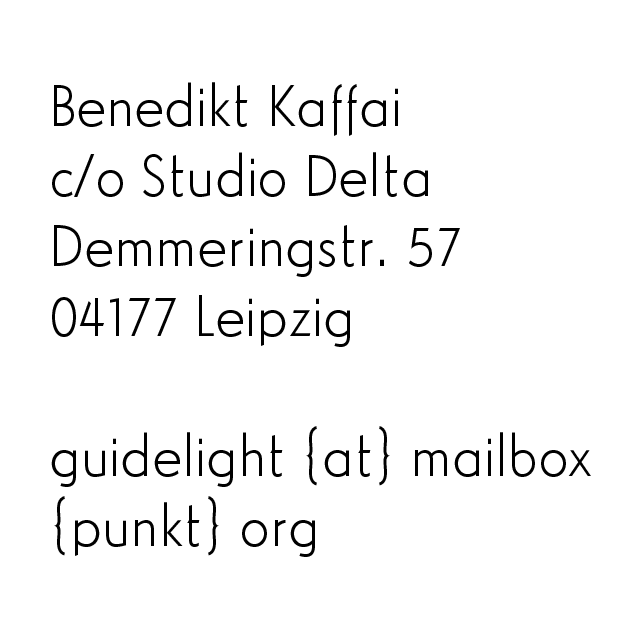 Benedikt Kaffai
c/o Studio Delta
Demmeringstr. 57
04177 Leipzig
guidelight {at} mailbox
{punkt} org